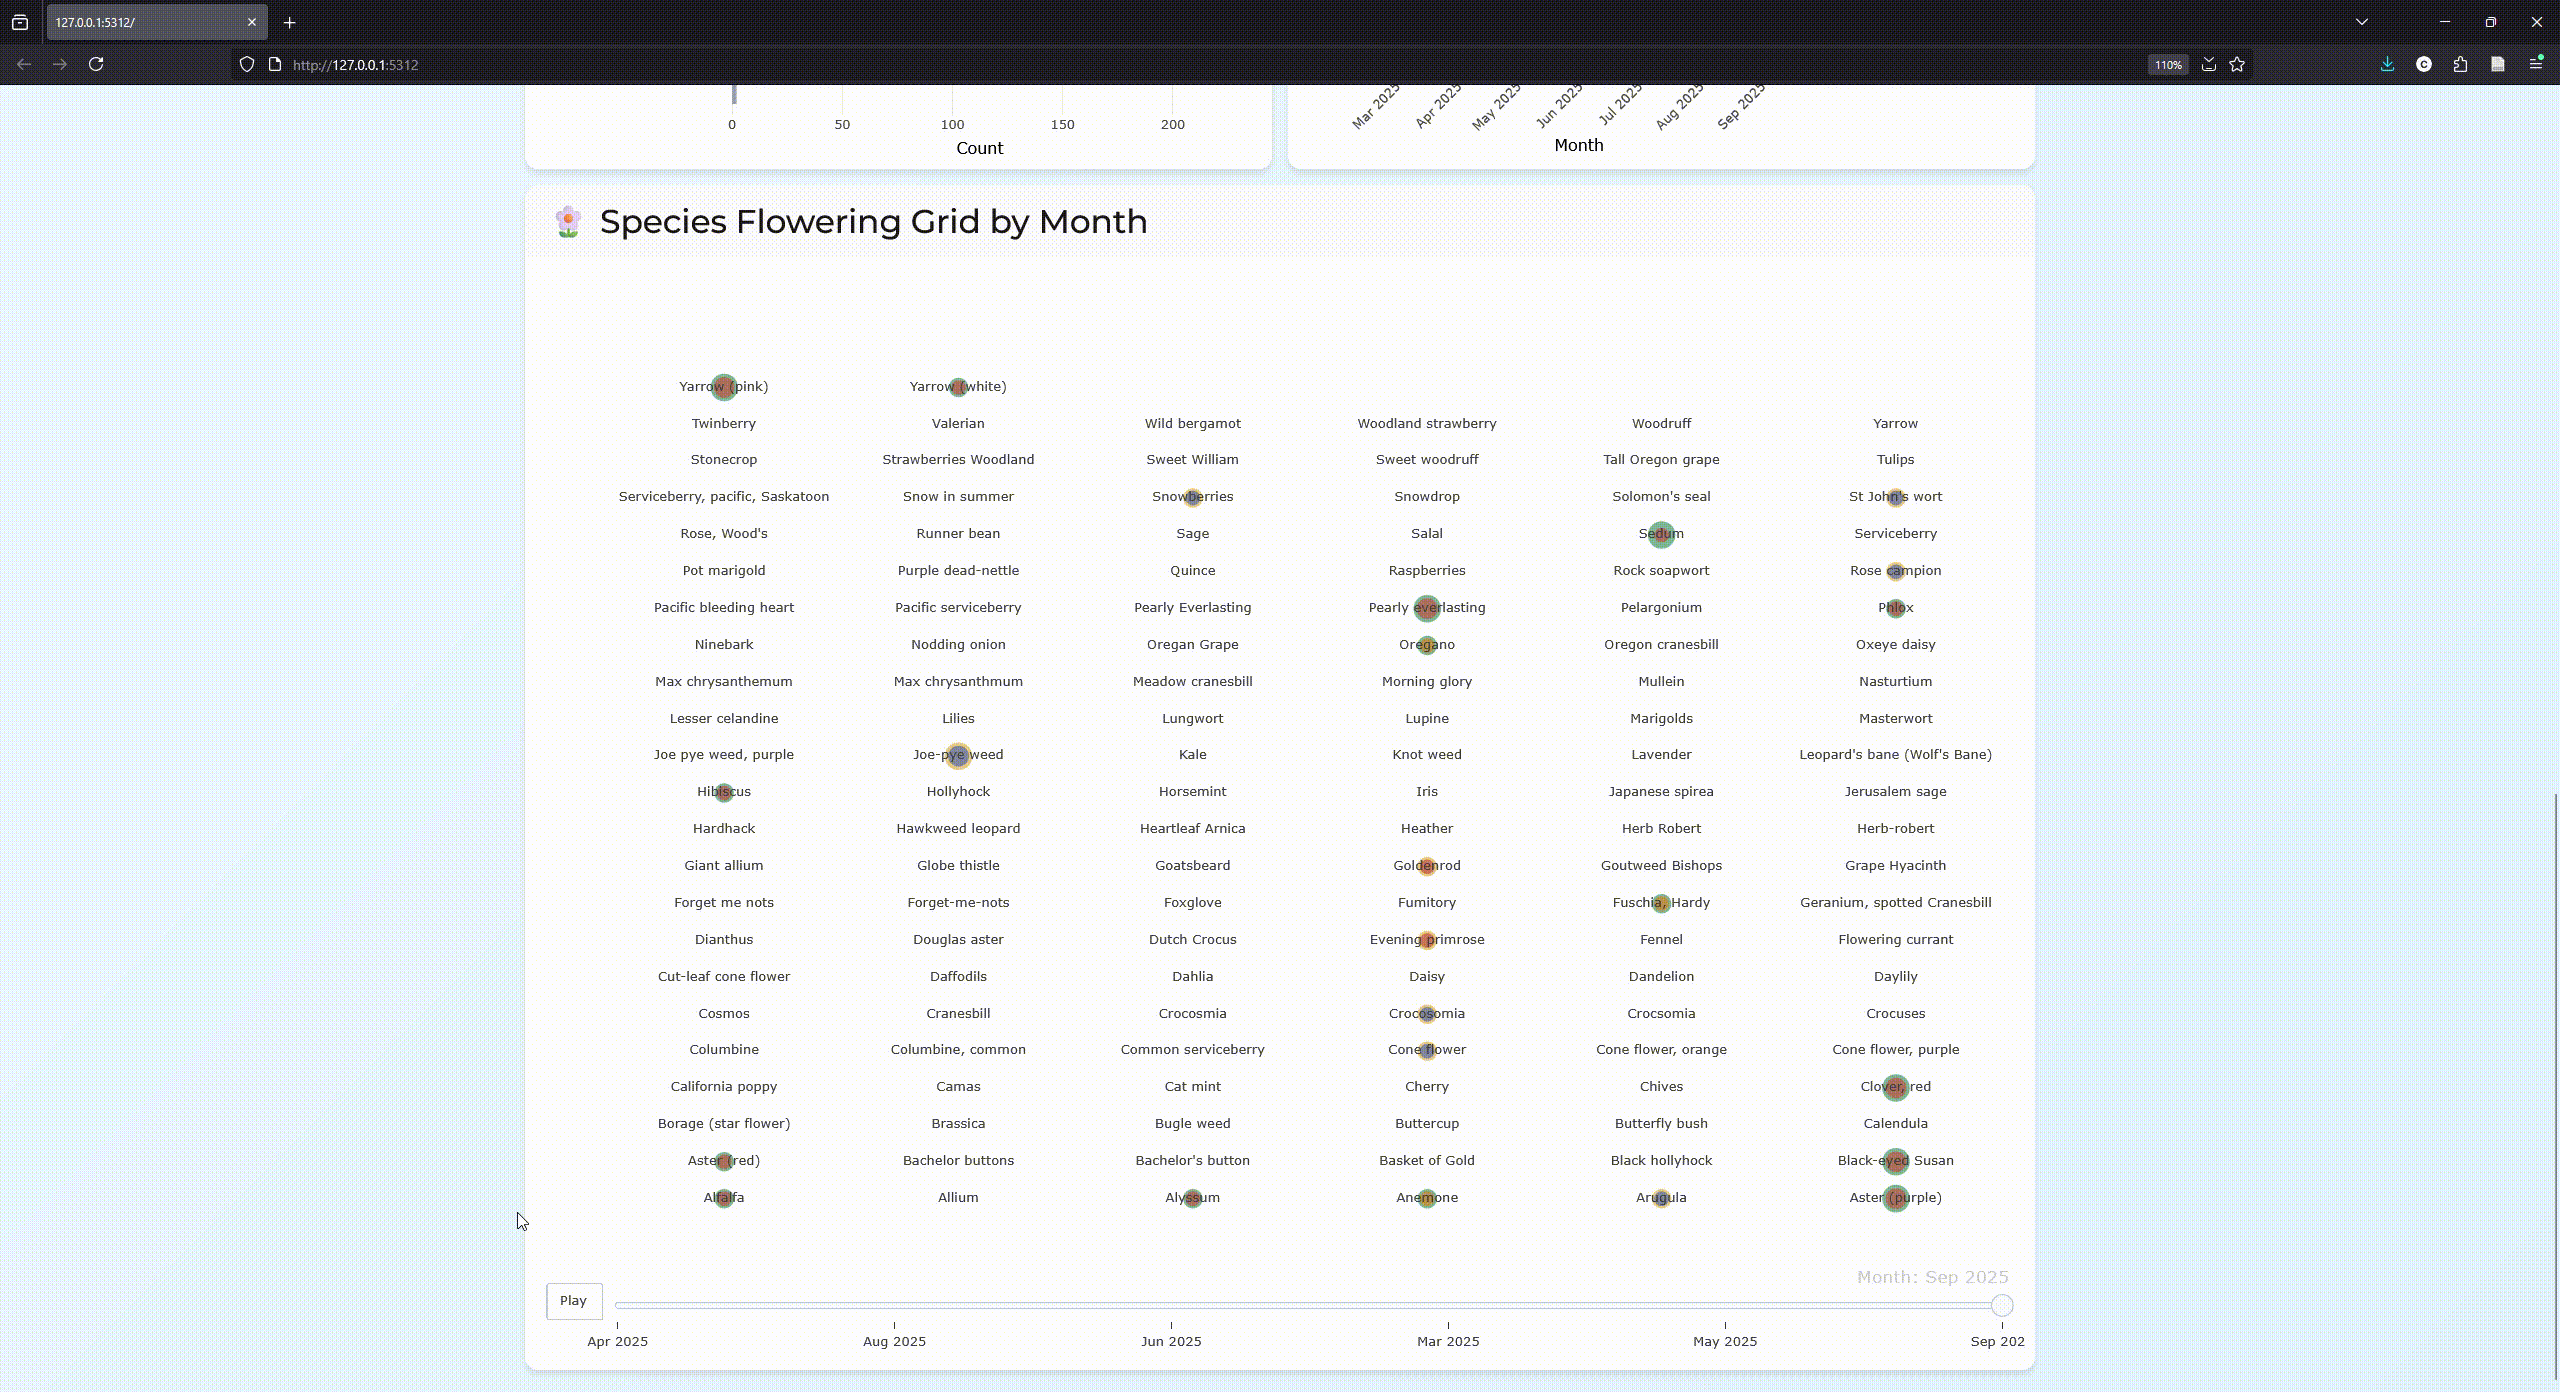 127.0.0.1:5312/
http://127.0.0.1:5312
110%
0 50 100 150 200
Count
Mar 2025 Apr 2025 May 2025 Jun 2025 Jul 2025 Aug 2025 Sep 2025
Month
Species Flowering Grid by Month
Yarrow (pink) Yarrow (white)
Twinberry Valerian Wild bergamot Woodland strawberry Woodruff Yarrow
Stonecrop Strawberries Woodland Sweet William Sweet woodruff Tall Oregon grape Tulips
Serviceberry, pacific, Saskatoon Snow in summer Snowberries Snowdrop Solomon's seal St John's wort
Rose, Wood's Runner bean Sage Salal Sedum Serviceberry
Pot marigold Purple dead-nettle Quince Raspberries Rock soapwort Rose campion
Pacific bleeding heart Pacific serviceberry Pearly Everlasting Pearly everlasting Pelargonium Phlox
Ninebark Nodding onion Oregan Grape Oregano Oregon cranesbill Oxeye daisy
Max chrysanthemum Max chrysanthmum Meadow cranesbill Morning glory Mullein Nasturtium
Lesser celandine Lilies Lungwort Lupine Marigolds Masterwort
Joe pye weed, purple Joe-pye weed Kale Knot weed Lavender Leopard's bane (Wolf's Bane)
Hibiscus Hollyhock Horsemint Iris Japanese spirea Jerusalem sage
Hardhack Hawkweed leopard Heartleaf Arnica Heather Herb Robert Herb-robert
Giant allium Globe thistle Goatsbeard Goldenrod Goutweed Bishops Grape Hyacinth
Forget me nots Forget-me-nots Foxglove Fumitory Fuschia, Hardy Geranium, spotted Cranesbill
Dianthus Douglas aster Dutch Crocus Evening primrose Fennel Flowering currant
Cut-leaf cone flower Daffodils Dahlia Daisy Dandelion Daylily
Cosmos Cranesbill Crocosmia Crocosomia Crocsomia Crocuses
Columbine Columbine, common Common serviceberry Cone flower Cone flower, orange Cone flower, purple
California poppy Camas Cat mint Cherry Chives Clover, red
Borage (star flower) Brassica Bugle weed Buttercup Butterfly bush Calendula
Aster (red) Bachelor buttons Bachelor's button Basket of Gold Black hollyhock Black-eyed Susan
Alfalfa Allium Alyssum Anemone Arugula Aster (purple)
Month: Sep 2025
Play
Apr 2025 Aug 2025 Jun 2025 Mar 2025 May 2025 Sep 202